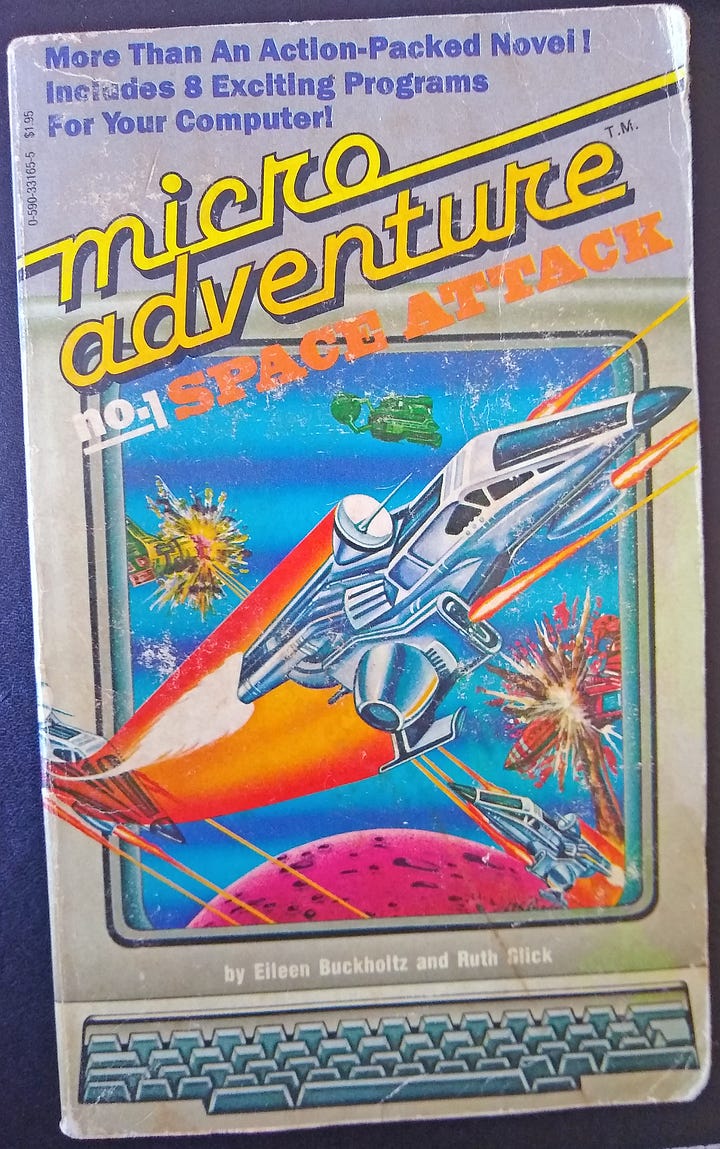 More Than An Action-Packed Novel!
Includes 8 Exciting Programs
For Your Computer!
0-590-33165-5 $1.95
micro
adventure T.M.
no.1 SPACE ATTACK
by Eileen Buckholtz and Ruth Glick